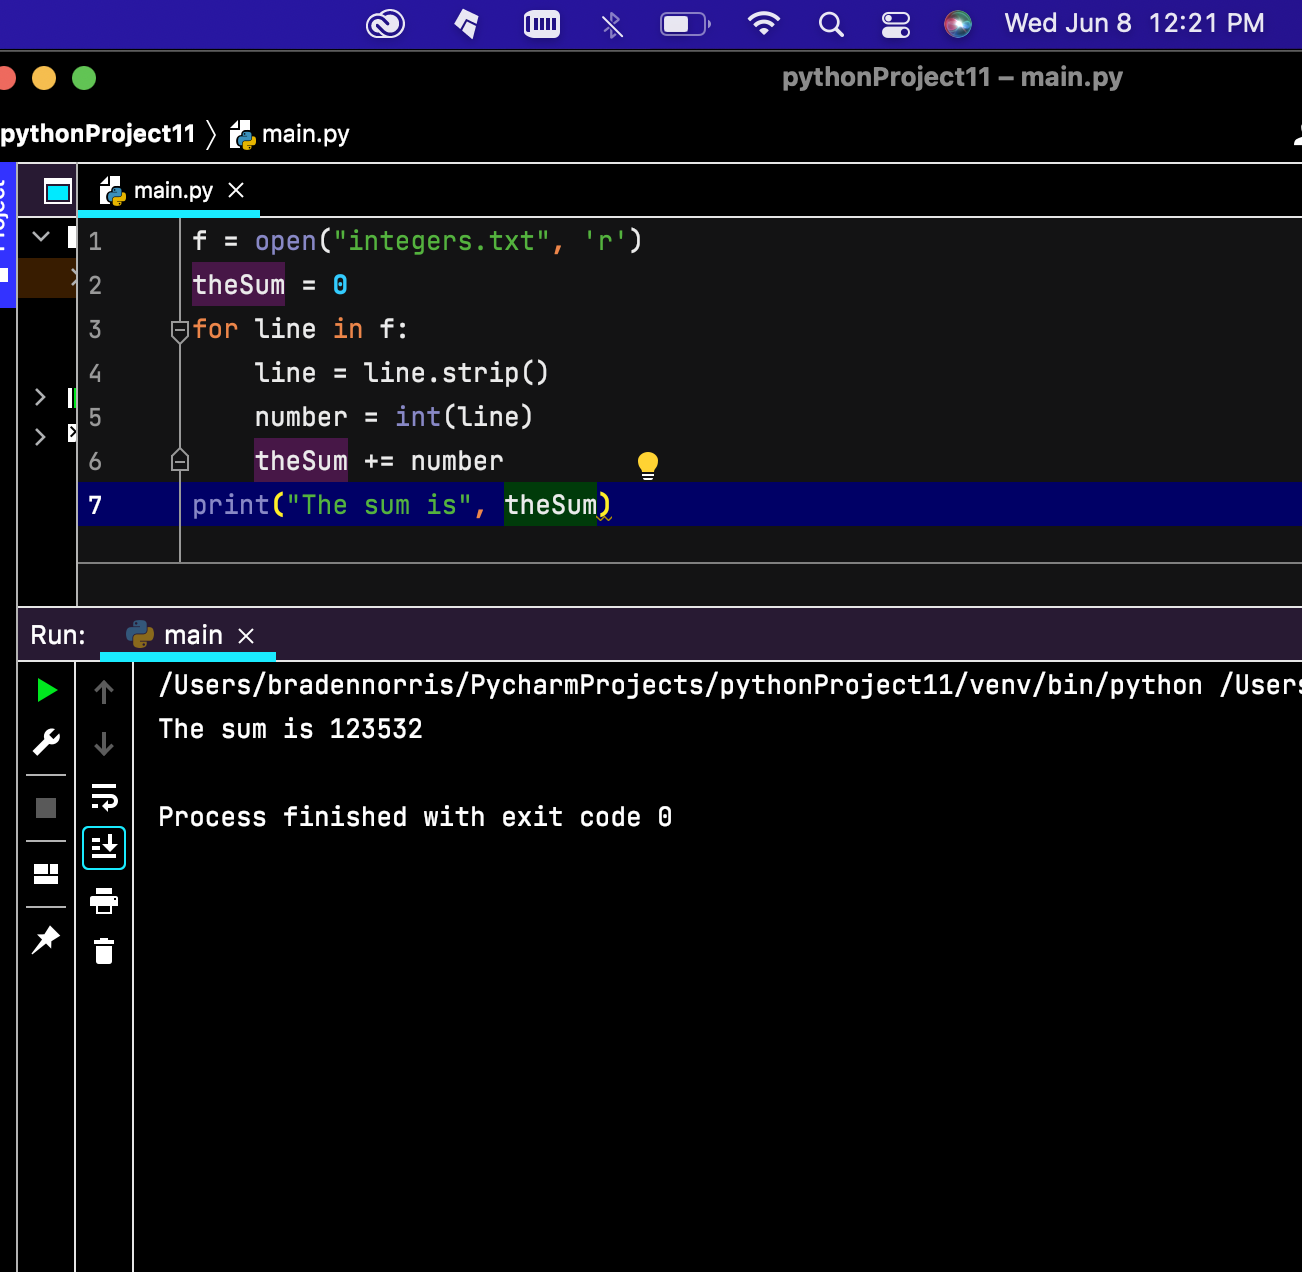 Wed Jun 8 12:21 PM
pythonProject11 – main.py
pythonProject11 〉 main.py
Project
main.py ×
1 f = open("integers.txt", 'r')
2 theSum = 0
3 for line in f:
4     line = line.strip()
5     number = int(line)
6     theSum += number
7 print("The sum is", theSum)
Run: main ×
/Users/bradennorris/PycharmProjects/pythonProject11/venv/bin/python /Users
The sum is 123532
Process finished with exit code 0